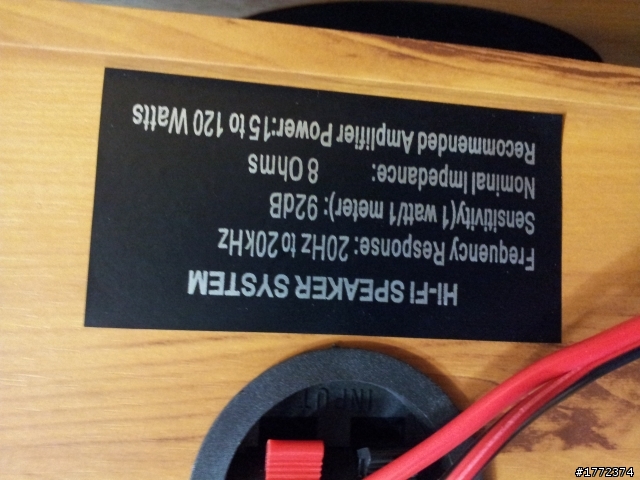 HI-FI SPEAKER SYSTEM
Frequency Response: 20Hz to 20kHz
Sensitivity(1 watt/1 meter): 92dB
Nominal Impedance: 8 Ohms
Recommended Amplifier Power:15 to 120 Watts
INPUT
#1772374